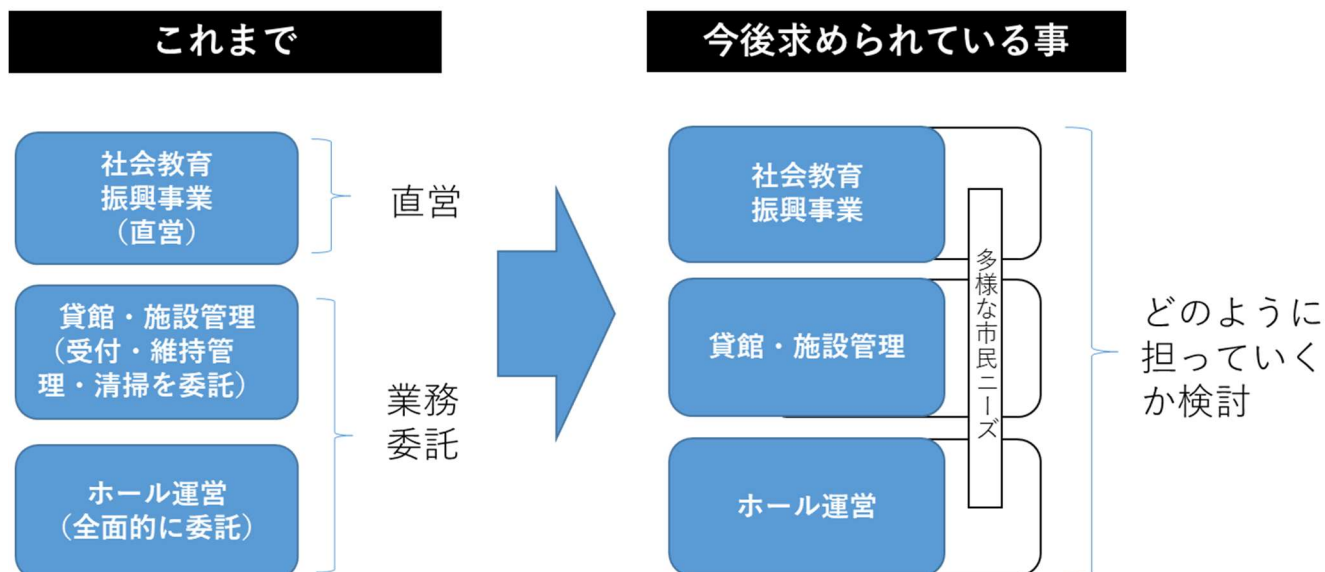 これまで
社会教育
振興事業
（直営）
直営
貸館・施設管理
（受付・維持管
理・清掃を委託）
ホール運営
（全面的に委託）
業務
委託
今後求められている事
社会教育
振興事業
貸館・施設管理
ホール運営
多様な市民ニーズ
どのように
担っていく
か検討